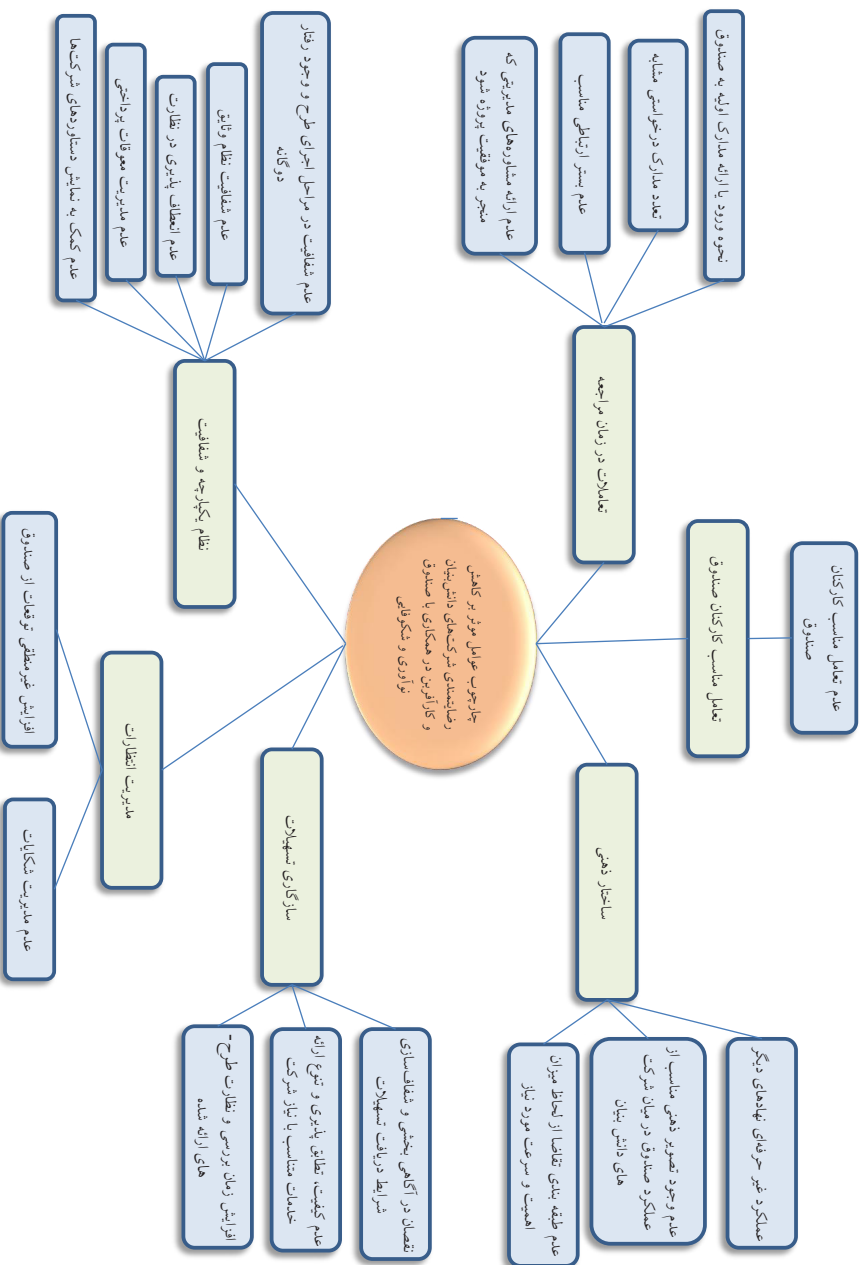 چارچوب عوامل موثر بر کاهش
رضایتمندی شرکت‌های دانش‌بنیان
و کارآفرین در همکاری با صندوق
نوآوری و شکوفایی
تعاملات در زمان مراجعه
نحوه ورود یا ارائه مدارک اولیه به صندوق
تعدد مدارک درخواستی مشابه
عدم بستر ارتباطی مناسب
عدم ارائه مشاوره‌های مدیریتی که
منجر به موفقیت پروژه شود
تعامل مناسب کارکنان صندوق
عدم تعامل مناسب کارکنان
صندوق
ساختار ذهنی
عملکرد غیر حرفه‌ای نهادهای دیگر
عدم وجود تصویر ذهنی مناسب از
عملکرد صندوق در میان شرکت
های دانش بنیان
عدم طبقه بندی تقاضا از لحاظ میزان
اهمیت و سرعت مورد نیاز
نظام یکپارچه و شفافیت
عدم شفافیت در مراحل اجرای طرح و وجود رفتار
دوگانه
عدم شفافیت نظام وثایق
عدم انعطاف پذیری در نظارت
عدم مدیریت معوقات پرداختی
عدم کمک به نمایش دستاوردهای شرکت‌ها
مدیریت انتظارات
افزایش غیرمنطقی توقعات از صندوق
عدم مدیریت شکایات
سازگاری تسهیلات
نقصان در آگاهی بخشی و شفاف‌سازی
شرایط دریافت تسهیلات
عدم کیفیت، تطابق پذیری و تنوع ارائه
خدمات متناسب با نیاز شرکت
افزایش زمان بررسی و نظارت طرح-
های ارائه شده